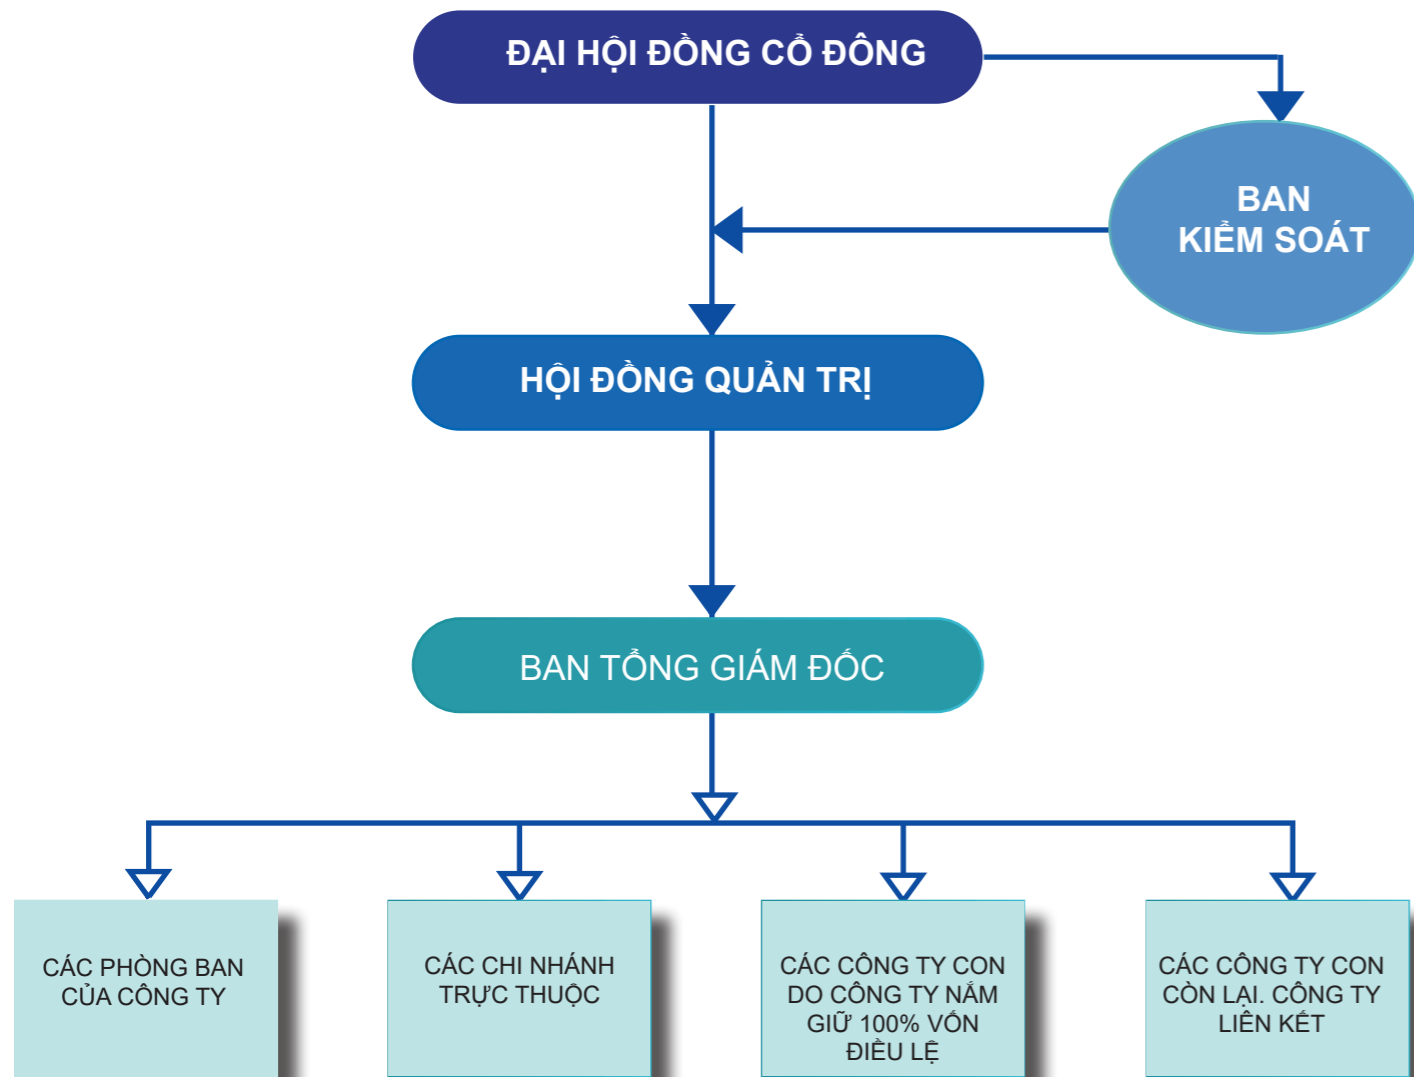 ĐẠI HỘI ĐỒNG CỔ ĐÔNG
BAN
KIỂM SOÁT
HỘI ĐỒNG QUẢN TRỊ
BAN TỔNG GIÁM ĐỐC
CÁC PHÒNG BAN
CỦA CÔNG TY
CÁC CHI NHÁNH
TRỰC THUỘC
CÁC CÔNG TY CON
DO CÔNG TY NẮM
GIỮ 100% VỐN
ĐIỀU LỆ
CÁC CÔNG TY CON
CÒN LẠI. CÔNG TY
LIÊN KẾT